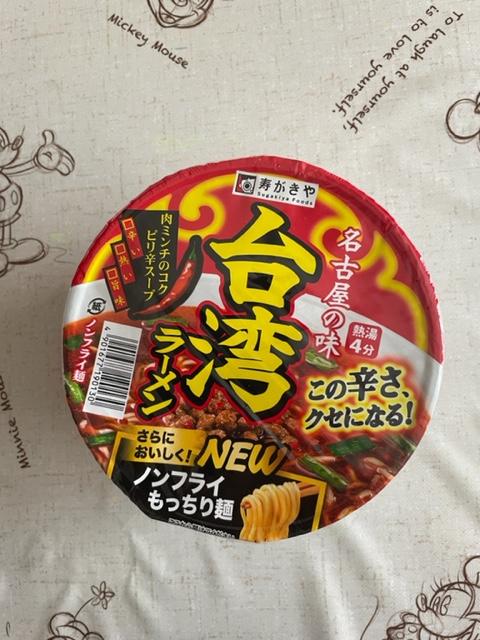 Mickey Mouse
To laugh at yourself,
is to love yourself.
寿がきや
Sugakiya Foods
名古屋の味
熱湯
4分
台湾
ラーメン
肉ミンチのコク
ピリ辛スープ
辛い
熱い
旨味
紙
ノンフライ麺
4901677190130
この辛さ、
クセになる!
さらに
おいしく!
NEW
ノンフライ
もっちり麺
Minnie Mouse